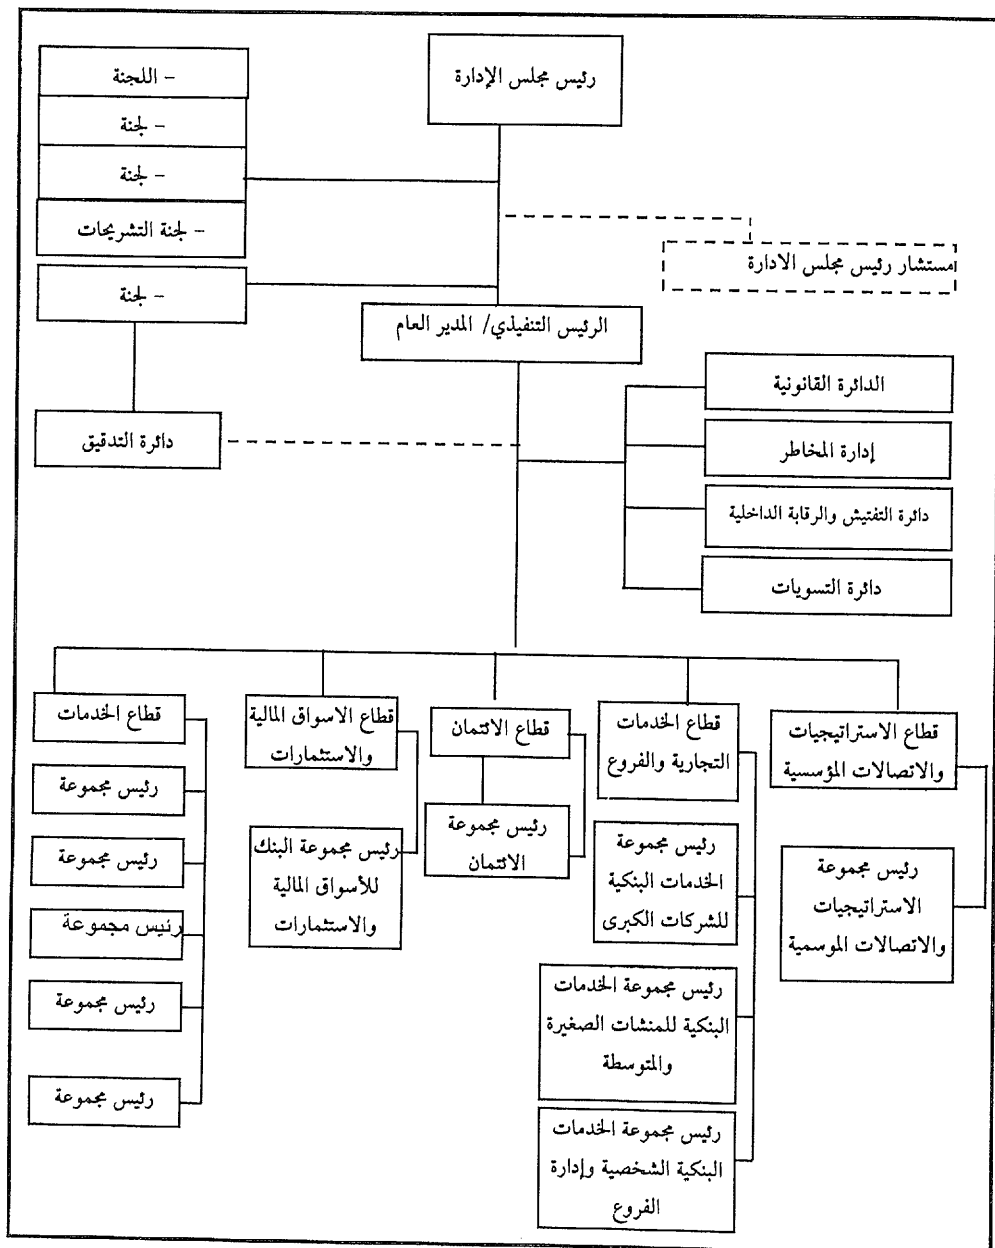 رئيس مجلس الإدارة
- اللجنة
- لجنة
- لجنة
- لجنة التشريحات
- لجنة
مستشار رئيس مجلس الادارة
الرئيس التنفيذي/ المدير العام
الدائرة القانونية
إدارة المخاطر
دائرة التفتيش والرقابة الداخلية
دائرة التسويات
دائرة التدقيق
قطاع الاستراتيجيات
والاتصالات المؤسسية
رئيس مجموعة
الاستراتيجيات
والاتصالات الموسمية
قطاع الخدمات
التجارية والفروع
رئيس مجموعة
الخدمات البنكية
للشركات الكبرى
رئيس مجموعة الخدمات
البنكية للمنشات الصغيرة
والمتوسطة
رئيس مجموعة الخدمات
البنكية الشخصية وإدارة
الفروع
قطاع الائتمان
رئيس مجموعة
الائتمان
قطاع الاسواق المالية
والاستثمارات
رئيس مجموعة البنك
للأسواق المالية
والاستثمارات
قطاع الخدمات
رئيس مجموعة
رئيس مجموعة
رئيس مجموعة
رئيس مجموعة
رئيس مجموعة